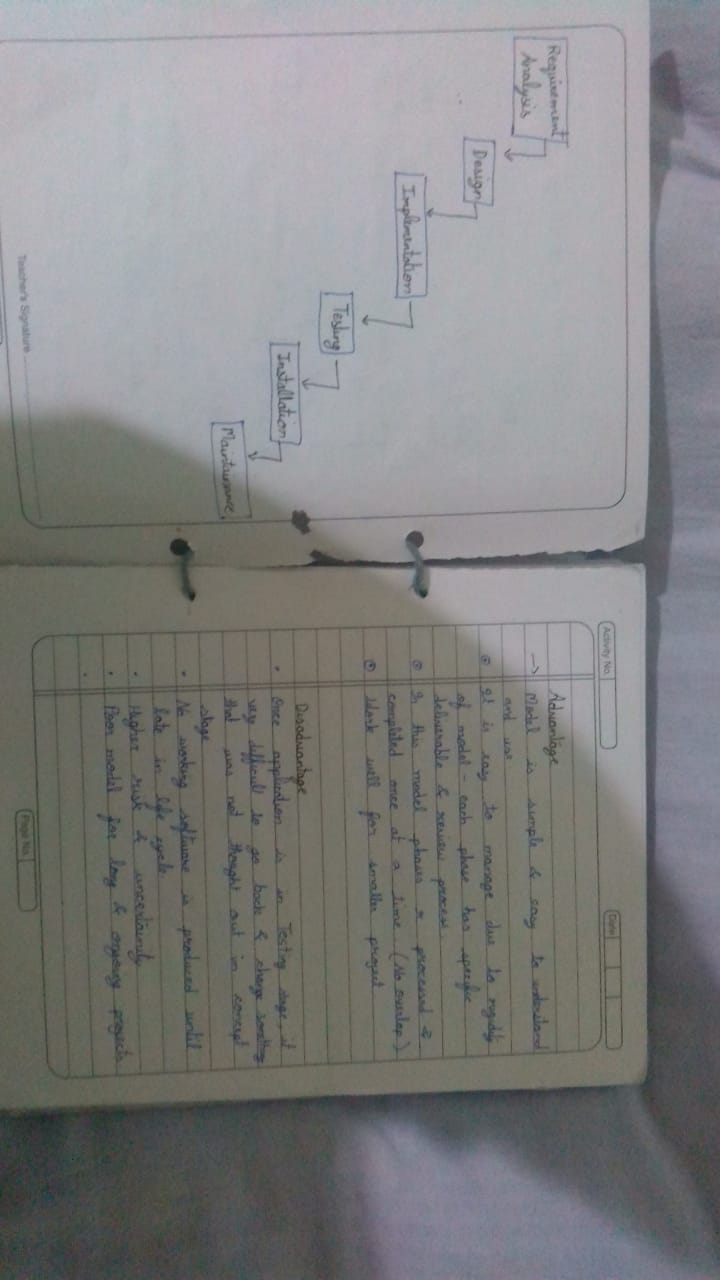 Requirement
Analysis
Design
Implementation
Testing
Installation
Maintainance
Teacher's Signature
Activity No.
Date
Advantage
→ Model is simple & easy to understand
and use
It is easy to manage due to rigidity
of model - each phase has specific
deliverable & review process
In this model phases r processed &
completed once at a time (No overlap)
Work well for smaller project
Disadvantage
• Once application is in Testing stage, it
very difficult to go back & change something
that was not thought out in concept
stage
• No working software is produced until
late in life cycle
• Higher risk & uncertainity
• Poor model for long & ongoing projects
•
Page No.